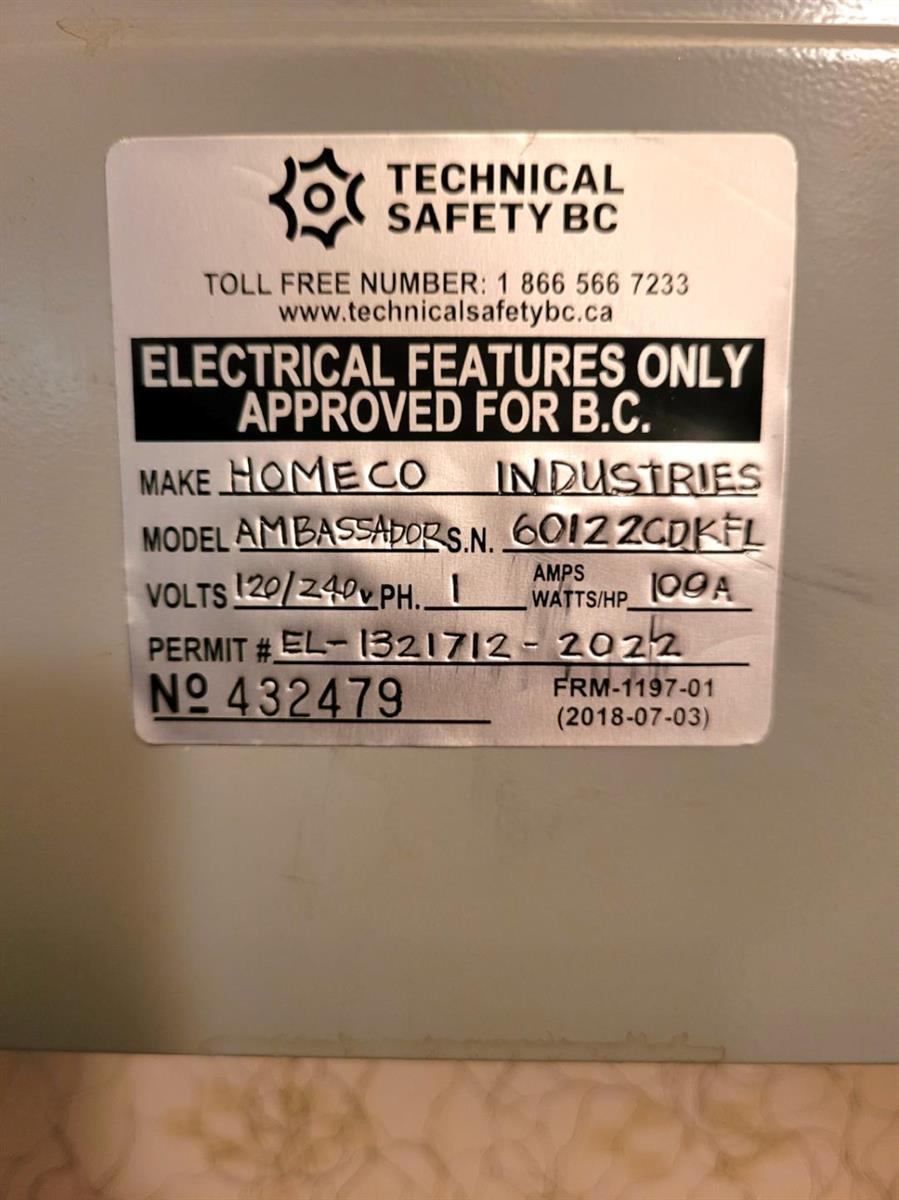 TECHNICAL
SAFETY BC
TOLL FREE NUMBER: 1 866 566 7233
www.technicalsafetybc.ca
ELECTRICAL FEATURES ONLY
APPROVED FOR B.C.
MAKE HOMECO INDUSTRIES
MODEL AMBASSADOR S.N. 60122CDKFL
VOLTS 120/240v PH. 1 AMPS WATTS/HP 100A
PERMIT # EL-1321712-2022
Nº 432479 FRM-1197-01
(2018-07-03)